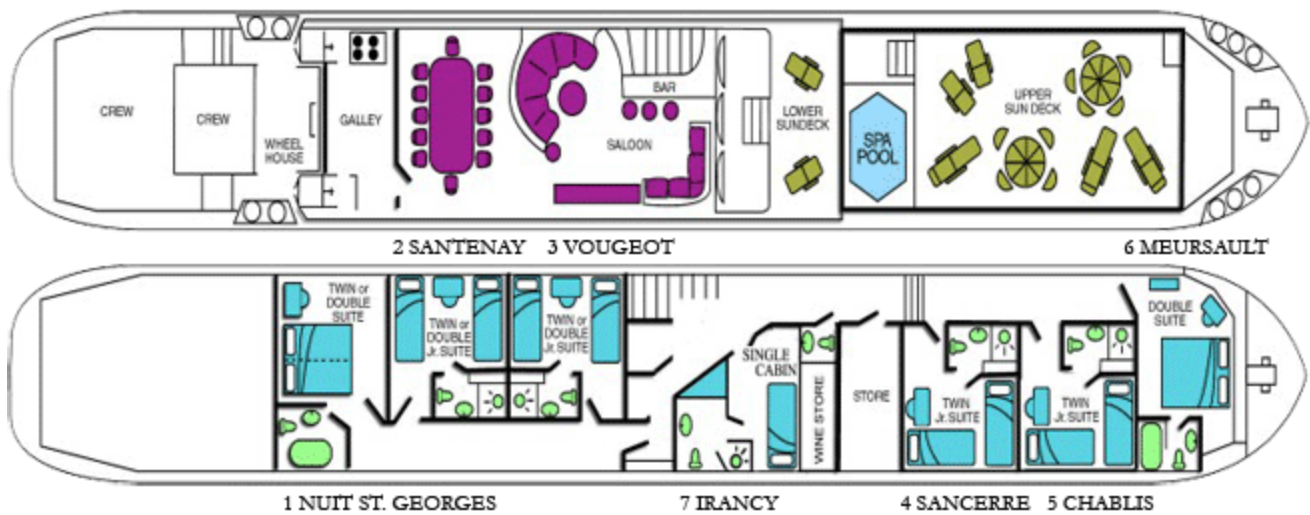 CREW
CREW
WHEEL
HOUSE
GALLEY
BAR
SALOON
LOWER
SUNDECK
SPA
POOL
UPPER
SUN DECK
2 SANTENAY 3 VOUGEOT 6 MEURSAULT
TWIN or
DOUBLE
SUITE
TWIN or
DOUBLE
Jr. SUITE
TWIN or
DOUBLE
Jr. SUITE
SINGLE
CABIN
WINE STORE
STORE
TWIN
Jr. SUITE
TWIN
Jr. SUITE
DOUBLE
SUITE
1 NUIT ST. GEORGES 7 IRANCY 4 SANCERRE 5 CHABLIS